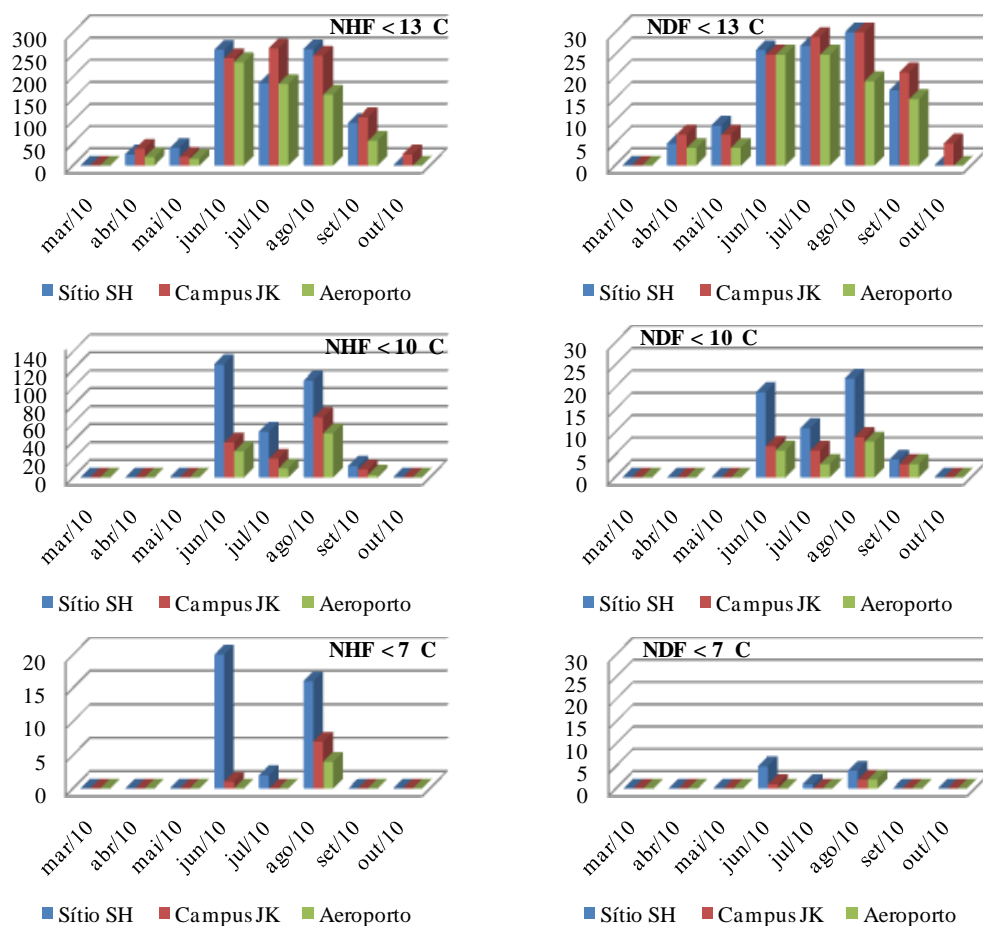 NHF < 13 C
300
250
200
150
100
50
0
mar/10 abr/10 mai/10 jun/10 jul/10 ago/10 set/10 out/10
Sítio SH Campus JK Aeroporto
NDF < 13 C
30
25
20
15
10
5
0
mar/10 abr/10 mai/10 jun/10 jul/10 ago/10 set/10 out/10
Sítio SH Campus JK Aeroporto
NHF < 10 C
140
120
100
80
60
40
20
0
mar/10 abr/10 mai/10 jun/10 jul/10 ago/10 set/10 out/10
Sítio SH Campus JK Aeroporto
NDF < 10 C
30
25
20
15
10
5
0
mar/10 abr/10 mai/10 jun/10 jul/10 ago/10 set/10 out/10
Sítio SH Campus JK Aeroporto
NHF < 7 C
20
15
10
5
0
mar/10 abr/10 mai/10 jun/10 jul/10 ago/10 set/10 out/10
Sítio SH Campus JK Aeroporto
NDF < 7 C
30
25
20
15
10
5
0
mar/10 abr/10 mai/10 jun/10 jul/10 ago/10 set/10 out/10
Sítio SH Campus JK Aeroporto